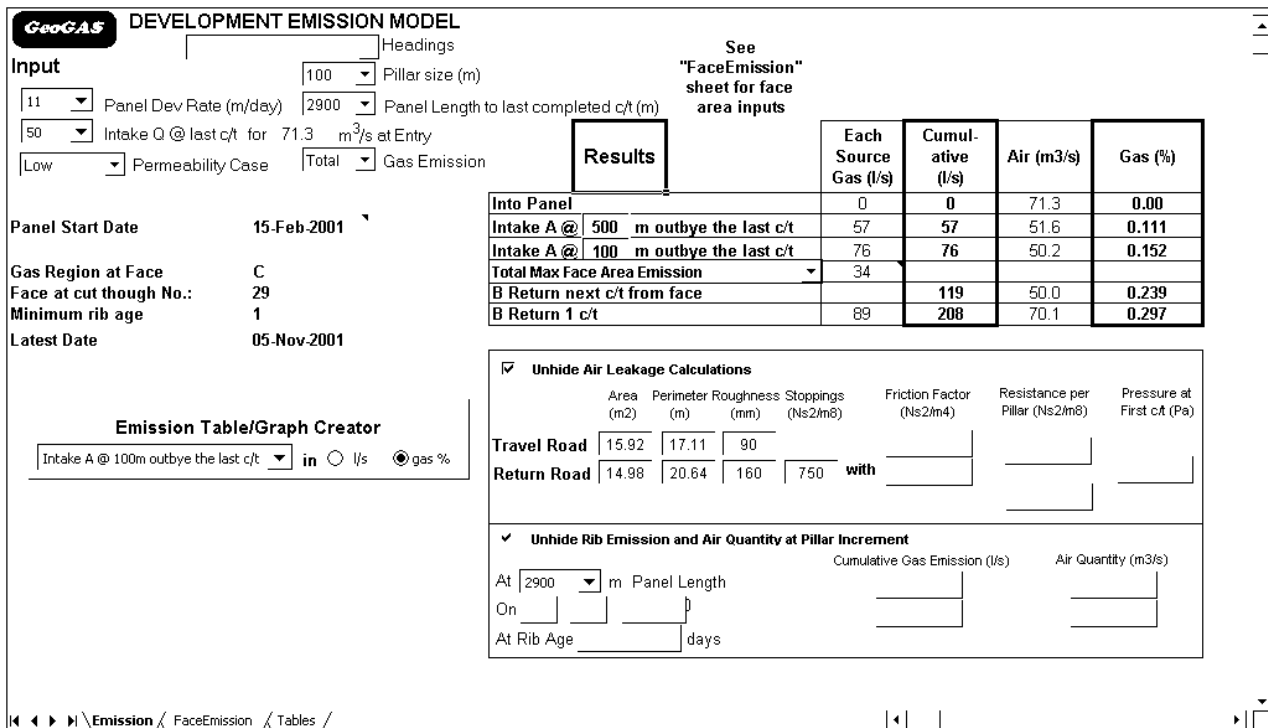 GeoGAS DEVELOPMENT EMISSION MODEL
Headings
Input
100 Pillar size (m)
11 Panel Dev Rate (m/day) 2900 Panel Length to last completed c/t (m)
50 Intake Q @ last c/t for 71.3 m3/s at Entry
Low Permeability Case Total Gas Emission
See
"FaceEmission"
sheet for face
area inputs
Panel Start Date 15-Feb-2001
Gas Region at Face C
Face at cut though No.: 29
Minimum rib age 1
Latest Date 05-Nov-2001
Results
Each Source Gas (l/s) Cumul-ative (l/s) Air (m3/s) Gas (%)
Into Panel 0 0 71.3 0.00
Intake A @ 500 m outbye the last c/t 57 57 51.6 0.111
Intake A @ 100 m outbye the last c/t 76 76 50.2 0.152
Total Max Face Area Emission 34
B Return next c/t from face 119 50.0 0.239
B Return 1 c/t 89 208 70.1 0.297
Emission Table/Graph Creator
Intake A @ 100m outbye the last c/t in l/s gas %
Unhide Air Leakage Calculations
Area (m2) Perimeter (m) Roughness (mm) Stoppings (Ns2/m8) Friction Factor (Ns2/m4) Resistance per Pillar (Ns2/m8) Pressure at First c/t (Pa)
Travel Road 15.92 17.11 90
Return Road 14.98 20.64 160 750 with
Unhide Rib Emission and Air Quantity at Pillar Increment
Cumulative Gas Emission (l/s) Air Quantity (m3/s)
At 2900 m Panel Length
On
At Rib Age days
Emission FaceEmission Tables